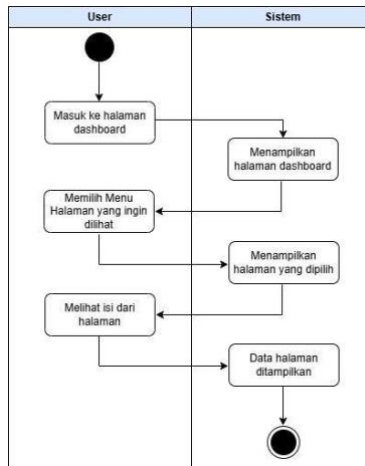 User
Sistem
Masuk ke halaman
dashboard
Menampilkan
halaman dashboard
Memilih Menu
Halaman yang ingin
dilihat
Menampilkan
halaman yang dipilih
Melihat isi dari
halaman
Data halaman
ditampilkan